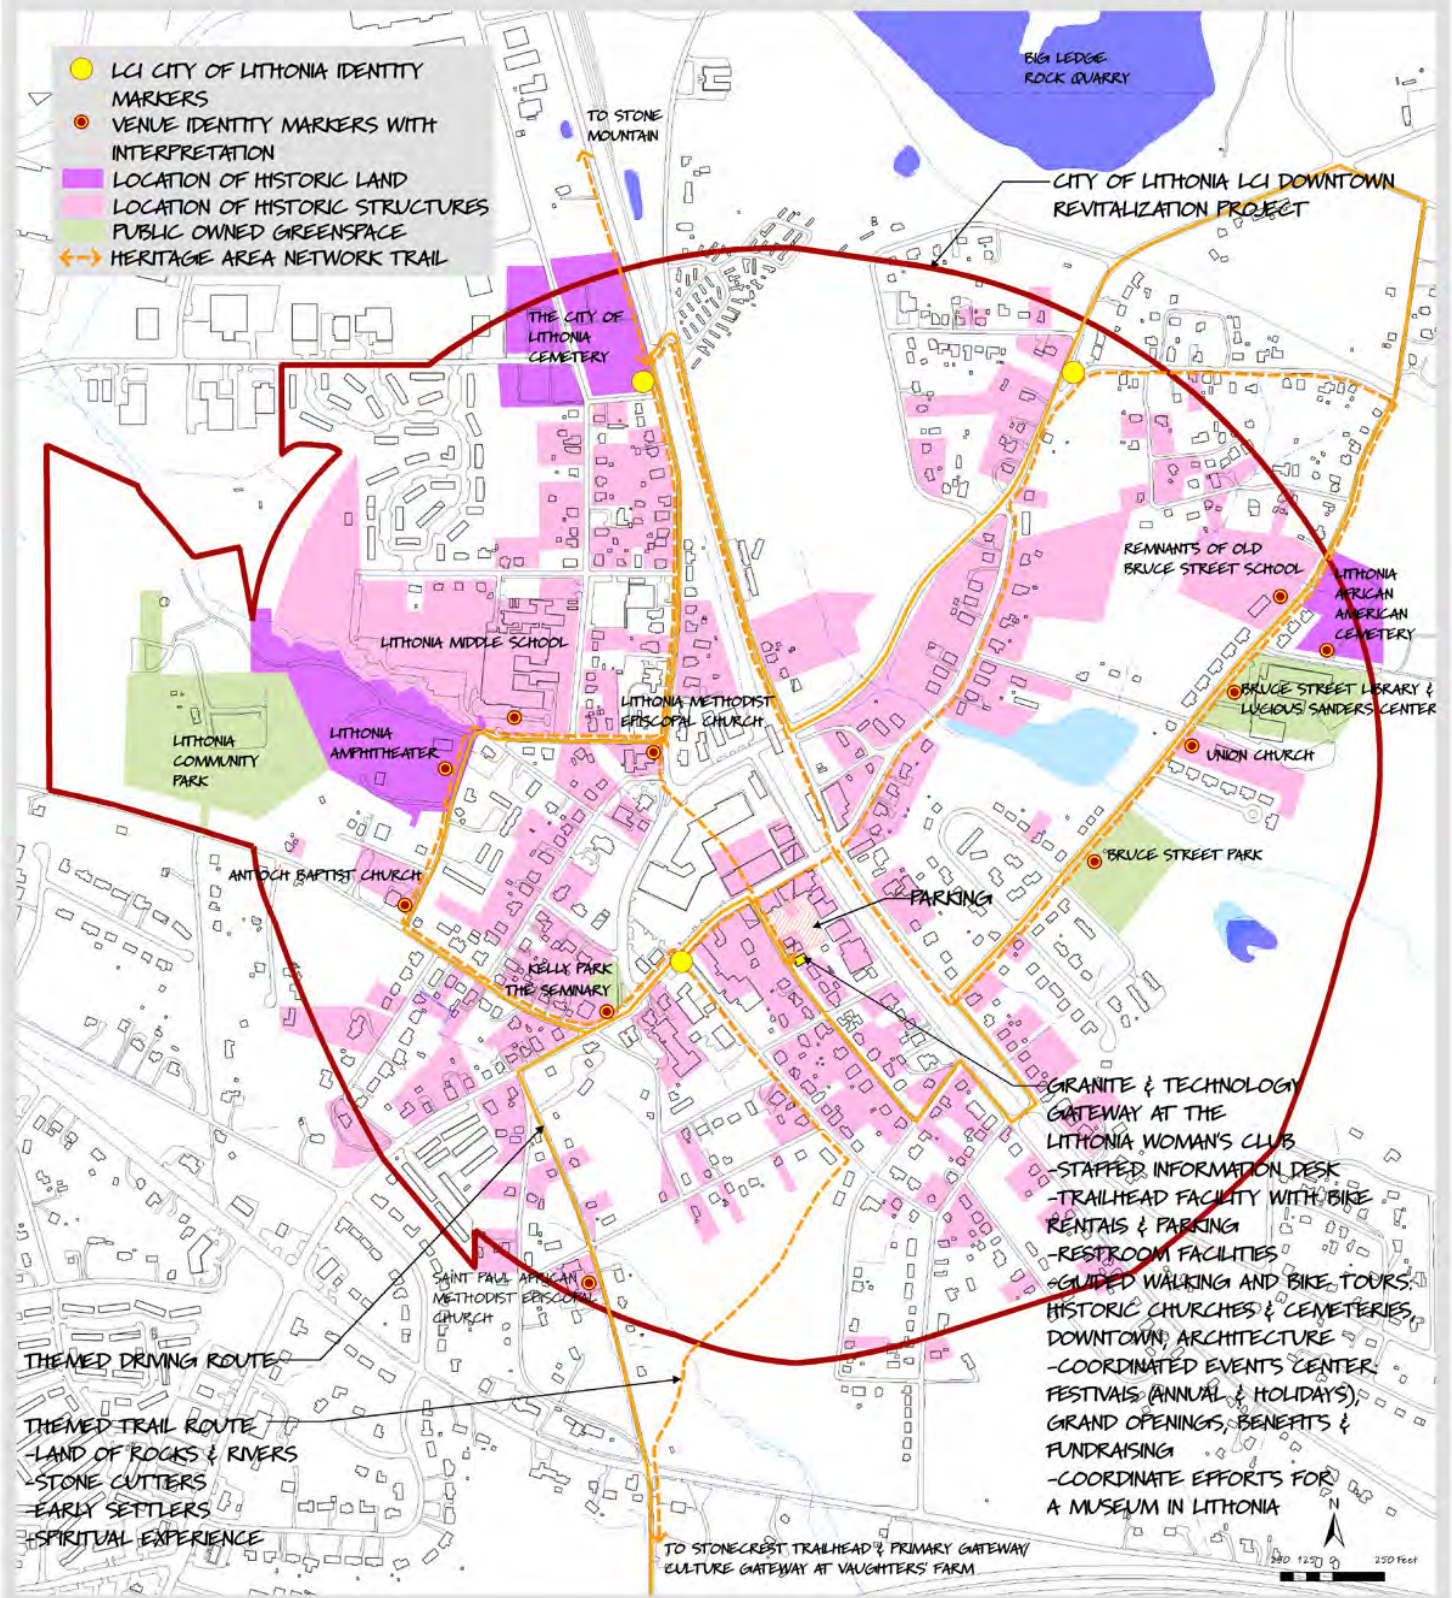 LCI CITY OF LITHONIA IDENTITY
MARKERS
VENUE IDENTITY MARKERS WITH
INTERPRETATION
LOCATION OF HISTORIC LAND
LOCATION OF HISTORIC STRUCTURES
PUBLIC OWNED GREENSPACE
HERITAGE AREA NETWORK TRAIL
BIG LEDGE
ROCK QUARRY
TO STONE
MOUNTAIN
CITY OF LITHONIA LCI DOWNTOWN
REVITALIZATION PROJECT
THE CITY OF
LITHONIA
CEMETERY
REMNANTS OF OLD
BRUCE STREET SCHOOL
LITHONIA
AFRICAN
AMERICAN
CEMETERY
LITHONIA MIDDLE SCHOOL
LITHONIA METHODIST
EPISCOPAL CHURCH
BRUCE STREET LIBRARY &
LUCIOUS SANDERS CENTER
LITHONIA
COMMUNITY
PARK
LITHONIA
AMPHITHEATER
UNION CHURCH
BRUCE STREET PARK
ANTIOCH BAPTIST CHURCH
PARKING
KELLY PARK
THE SEMINARY
GRANITE & TECHNOLOGY
GATEWAY AT THE
LITHONIA WOMAN'S CLUB
-STAFFED INFORMATION DESK
-TRAILHEAD FACILITY WITH BIKE
RENTALS & PARKING
-RESTROOM FACILITIES
-GUIDED WALKING AND BIKE TOURS:
HISTORIC CHURCHES & CEMETERIES,
DOWNTOWN, ARCHITECTURE
-COORDINATED EVENTS CENTER:
FESTIVALS (ANNUAL & HOLIDAYS),
GRAND OPENINGS, BENEFITS &
FUNDRAISING
-COORDINATE EFFORTS FOR
A MUSEUM IN LITHONIA
SAINT PAUL AFRICAN
METHODIST EPISCOPAL
CHURCH
THEMED DRIVING ROUTE
THEMED TRAIL ROUTE
-LAND OF ROCKS & RIVERS
-STONE CUTTERS
-EARLY SETTLERS
-SPIRITUAL EXPERIENCE
TO STONECREST TRAILHEAD & PRIMARY GATEWAY/
CULTURE GATEWAY AT VAUGHTERS' FARM
N
250 125 0 250 Feet